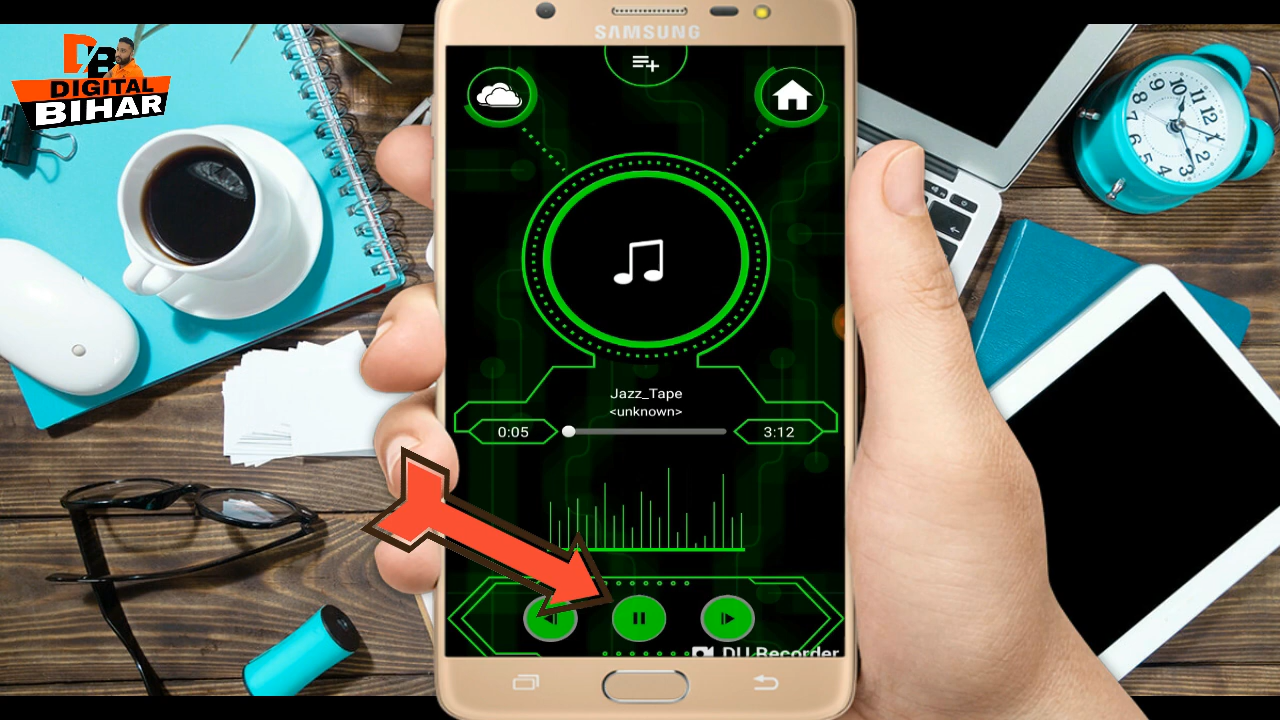 D/B
DIGITAL
BIHAR
SAMSUNG
Jazz_Tape
<unknown>
0:05
3:12
DU Recorder
12
11
10
9
8
7
6
5
4
3
2
1